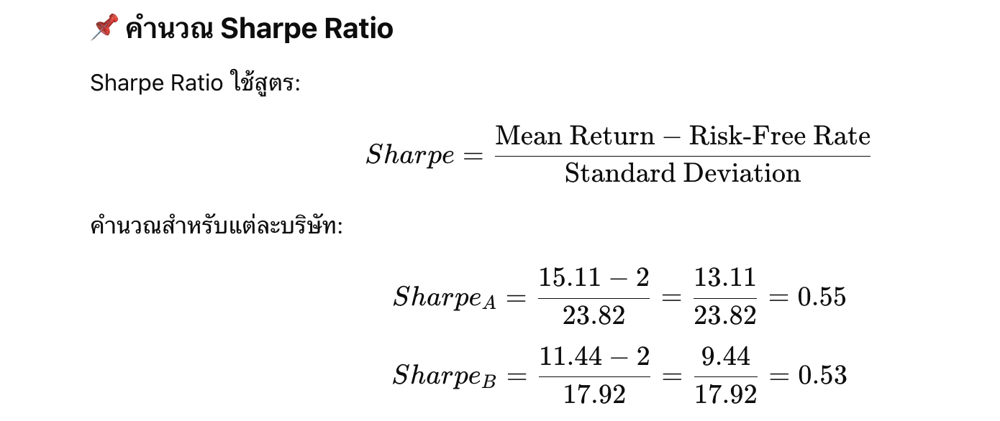 📌 คำนวณ Sharpe Ratio
Sharpe Ratio ใช้สูตร:
Sharpe = \frac{Mean Return − Risk-Free Rate}{Standard Deviation}
คำนวณสำหรับแต่ละบริษัท:
Sharpe_A = \frac{15.11 − 2}{23.82} = \frac{13.11}{23.82} = 0.55
Sharpe_B = \frac{11.44 − 2}{17.92} = \frac{9.44}{17.92} = 0.53